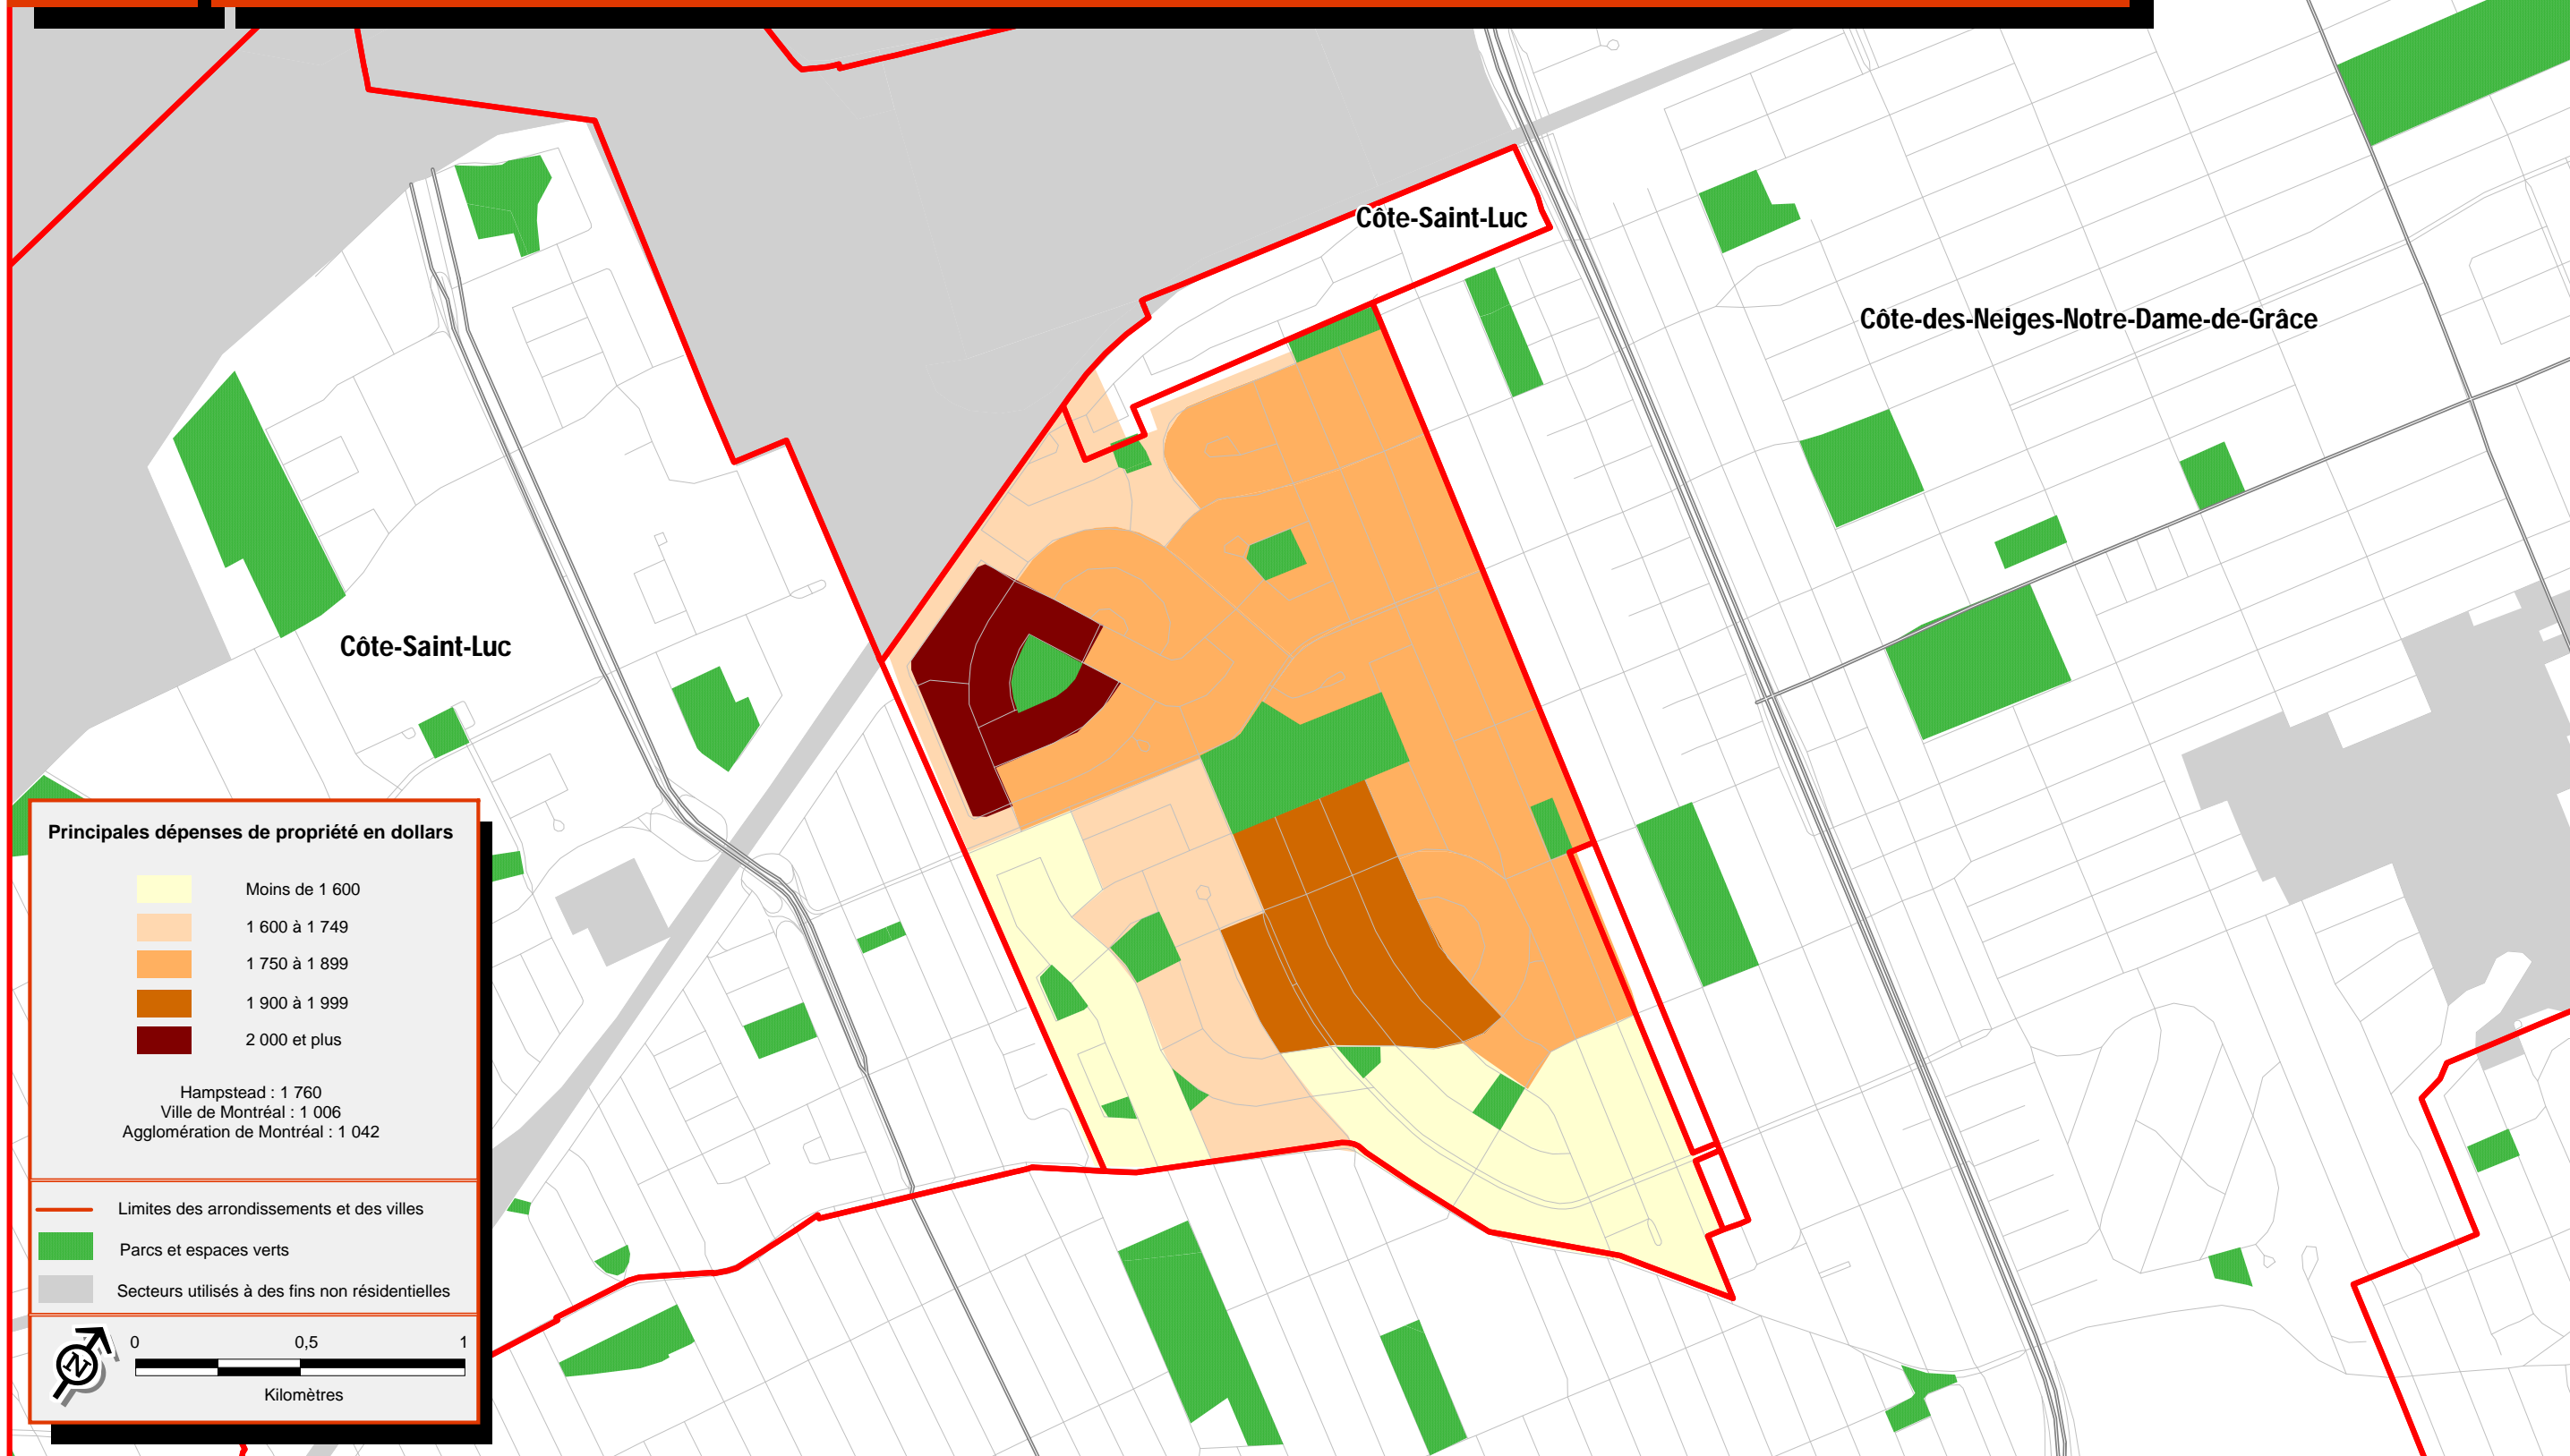 Côte-Saint-Luc
Côte-des-Neiges-Notre-Dame-de-Grâce
Côte-Saint-Luc
Principales dépenses de propriété en dollars
Moins de 1 600
1 600 à 1 749
1 750 à 1 899
1 900 à 1 999
2 000 et plus
Hampstead : 1 760
Ville de Montréal : 1 006
Agglomération de Montréal : 1 042
Limites des arrondissements et des villes
Parcs et espaces verts
Secteurs utilisés à des fins non résidentielles
N
0 0,5 1
Kilomètres